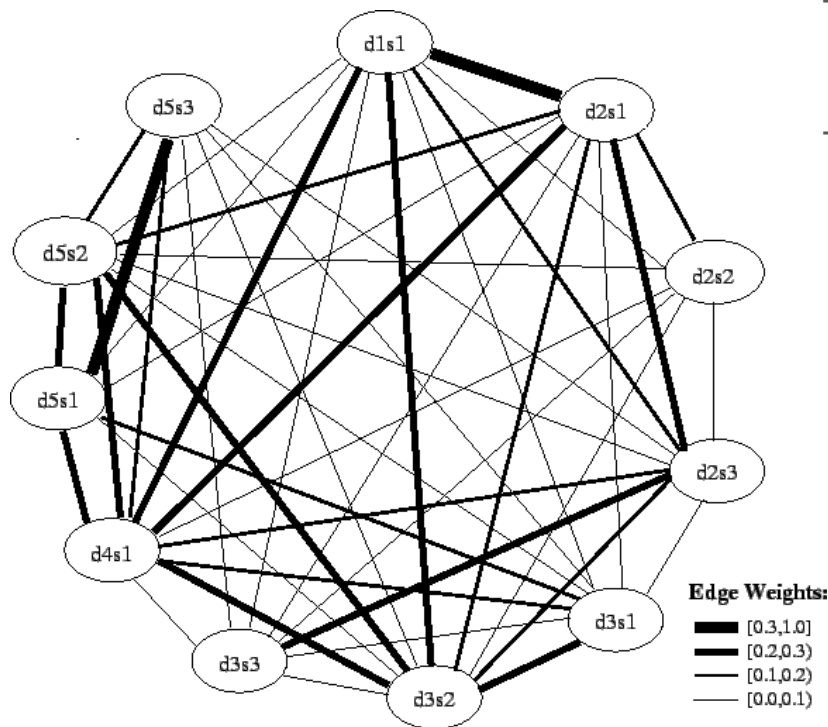 d1s1
d5s3
d2s1
d5s2
d2s2
d5s1
d2s3
d4s1
Edge Weights:
[0.3,1.0]
d3s1
[0.2,0.3)
d3s3
[0.1,0.2)
d3s2
[0.0,0.1)